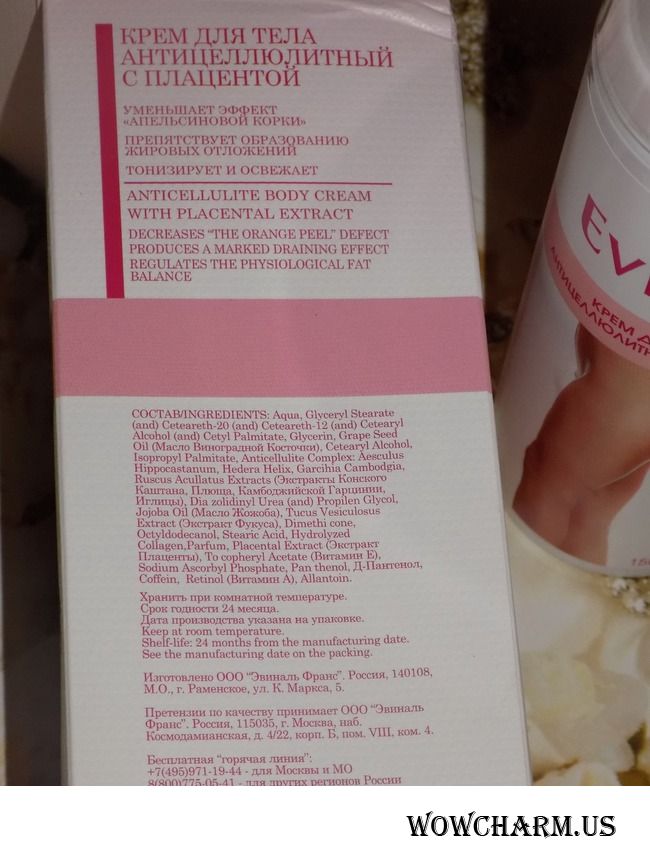 КРЕМ ДЛЯ ТЕЛА
АНТИЦЕЛЛЮЛИТНЫЙ
С ПЛАЦЕНТОЙ
УМЕНЬШАЕТ ЭФФЕКТ
«АПЕЛЬСИНОВОЙ КОРКИ»
ПРЕПЯТСТВУЕТ ОБРАЗОВАНИЮ
ЖИРОВЫХ ОТЛОЖЕНИЙ
ТОНИЗИРУЕТ И ОСВЕЖАЕТ
ANTICELLULITE BODY CREAM
WITH PLACENTAL EXTRACT
DECREASES "THE ORANGE PEEL" DEFECT
PRODUCES A MARKED DRAINING EFFECT
REGULATES THE PHYSIOLOGICAL FAT
BALANCE
СОСТАВ/INGREDIENTS: Aqua, Glyceryl Stearate
(and) Ceteareth-20 (and) Ceteareth-12 (and) Cetearyl
Alcohol (and) Cetyl Palmitate, Glycerin, Grape Seed
Oil (Масло Виноградной Косточки), Cetearyl Alcohol,
Isopropyl Palmitate, Anticellulite Complex: Aesculus
Hippocastanum, Hedera Helix, Garcihia Cambodgia,
Ruscus Acullatus Extracts (Экстракты Конского
Каштана, Плюща, Камбоджийской Гарцинии,
Иглицы), Dia zolidinyl Urea (and) Propilen Glycol,
Jojoba Oil (Масло Жожоба), Tucus Vesiculosus
Extract (Экстракт Фукуса), Dimethi cone,
Octyldodecanol, Stearic Acid, Hydrolyzed
Collagen,Parfum, Placental Extract (Экстракт
Плаценты), To copheryl Acetate (Витамин Е),
Sodium Ascorbyl Phosphate, Pan thenol, Д-Пантенол,
Coffein, Retinol (Витамин А), Allantoin.
Хранить при комнатной температуре.
Срок годности 24 месяца.
Дата производства указана на упаковке.
Keep at room temperature.
Shelf-life: 24 months from the manufacturing date.
See the manufacturing date on the packing.
Изготовлено ООО "Эвиналь Франс". Россия, 140108,
М.О., г. Раменское, ул. К. Маркса, 5.
Претензии по качеству принимает ООО "Эвиналь
Франс". Россия, 115035, г. Москва, наб.
Космодамианская, д. 4/22, корп. Б, пом. VIII, ком. 4.
Бесплатная "горячая линия":
+7(495)971-19-44 - для Москвы и МО
8(800)775-05-41 - для других регионов России
КРЕМ
WOWCHARM.US